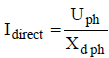 I_direct = U_ph / X_d ph